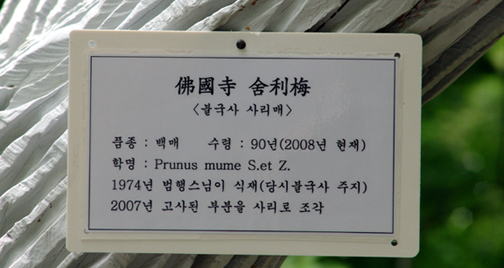 佛國寺 舍利梅
〈불국사 사리매〉
품종 : 백매 수령 : 90년(2008년 현재)
학명 : Prunus mume S.et Z.
1974년 범행스님이 식재(당시불국사 주지)
2007년 고사된 부분을 사리로 조각